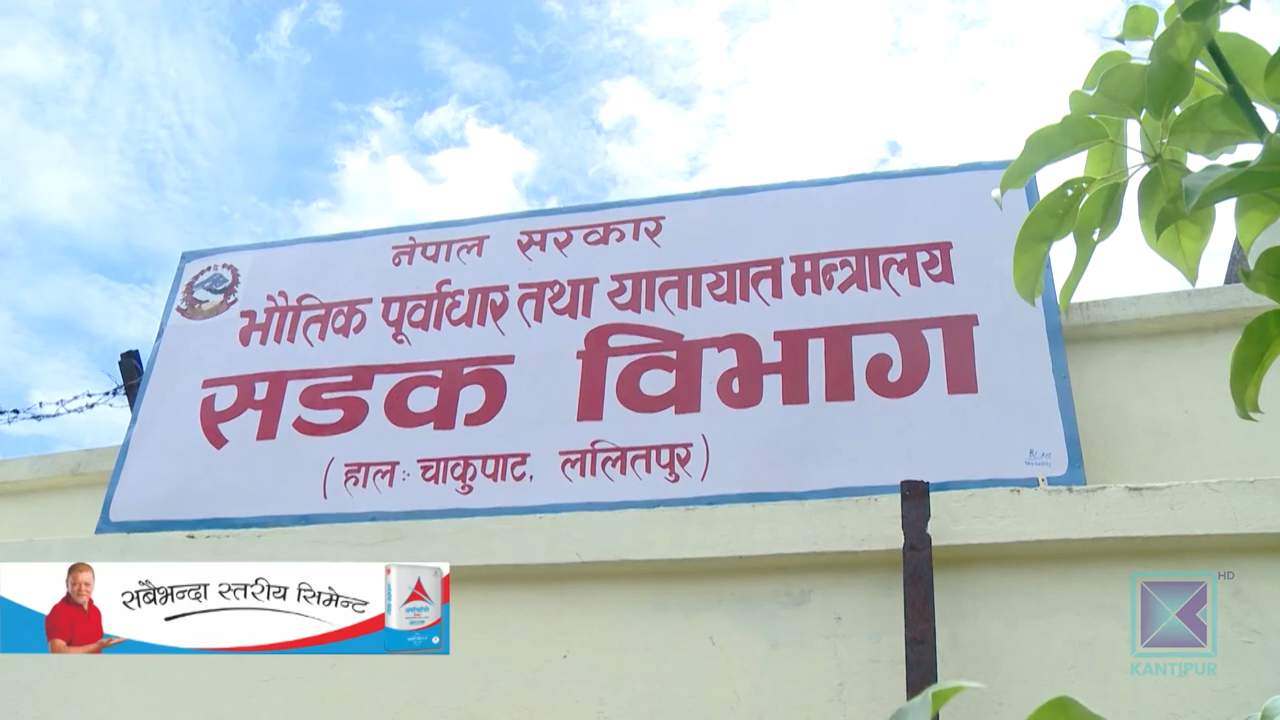 नेपाल सरकार
भौतिक पूर्वाधार तथा यातायात मन्त्रालय
सडक विभाग
(हालः चाकुपाट, ललितपुर)
सबैभन्दा स्तरीय सिमेन्ट
HD
KANTIPUR